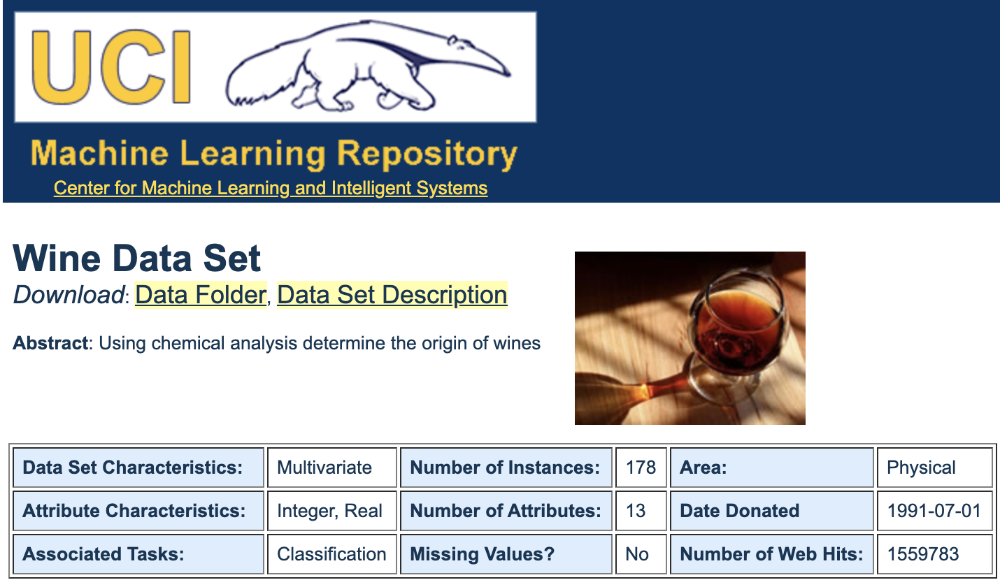 UCI
Machine Learning Repository
Center for Machine Learning and Intelligent Systems
Wine Data Set
Download: Data Folder, Data Set Description
Abstract: Using chemical analysis determine the origin of wines
Data Set Characteristics: Multivariate Number of Instances: 178 Area: Physical
Attribute Characteristics: Integer, Real Number of Attributes: 13 Date Donated 1991-07-01
Associated Tasks: Classification Missing Values? No Number of Web Hits: 1559783